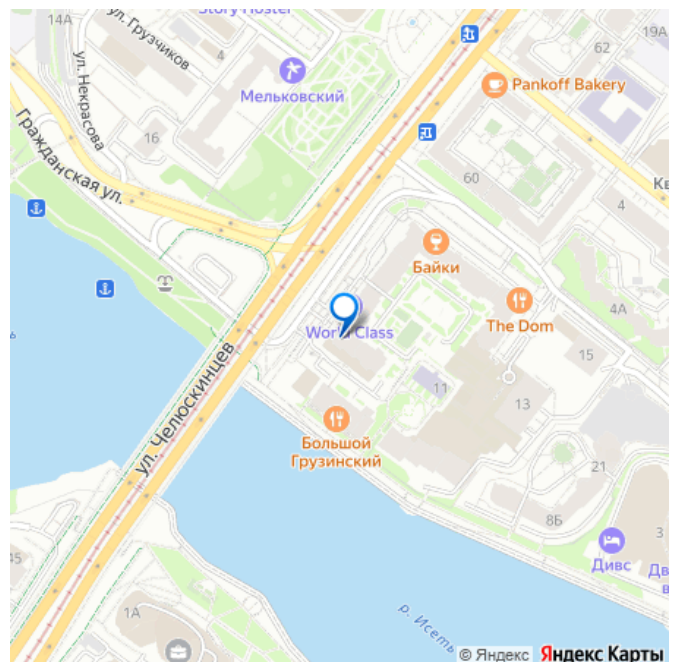 Story Hoster
ул. Грузчиков
14А
4
19А
62
ул. Некрасова
Мельковский
Pankoff Bakery
16
Гражданская ул.
60
4
Байки
4А
World Class
The Dom
15
11
13
ул. Челюскинцев
Большой
Грузинский
21
8Б
3
Дивс
45
1А
р. Исеть
© Яндекс
Яндекс Карты